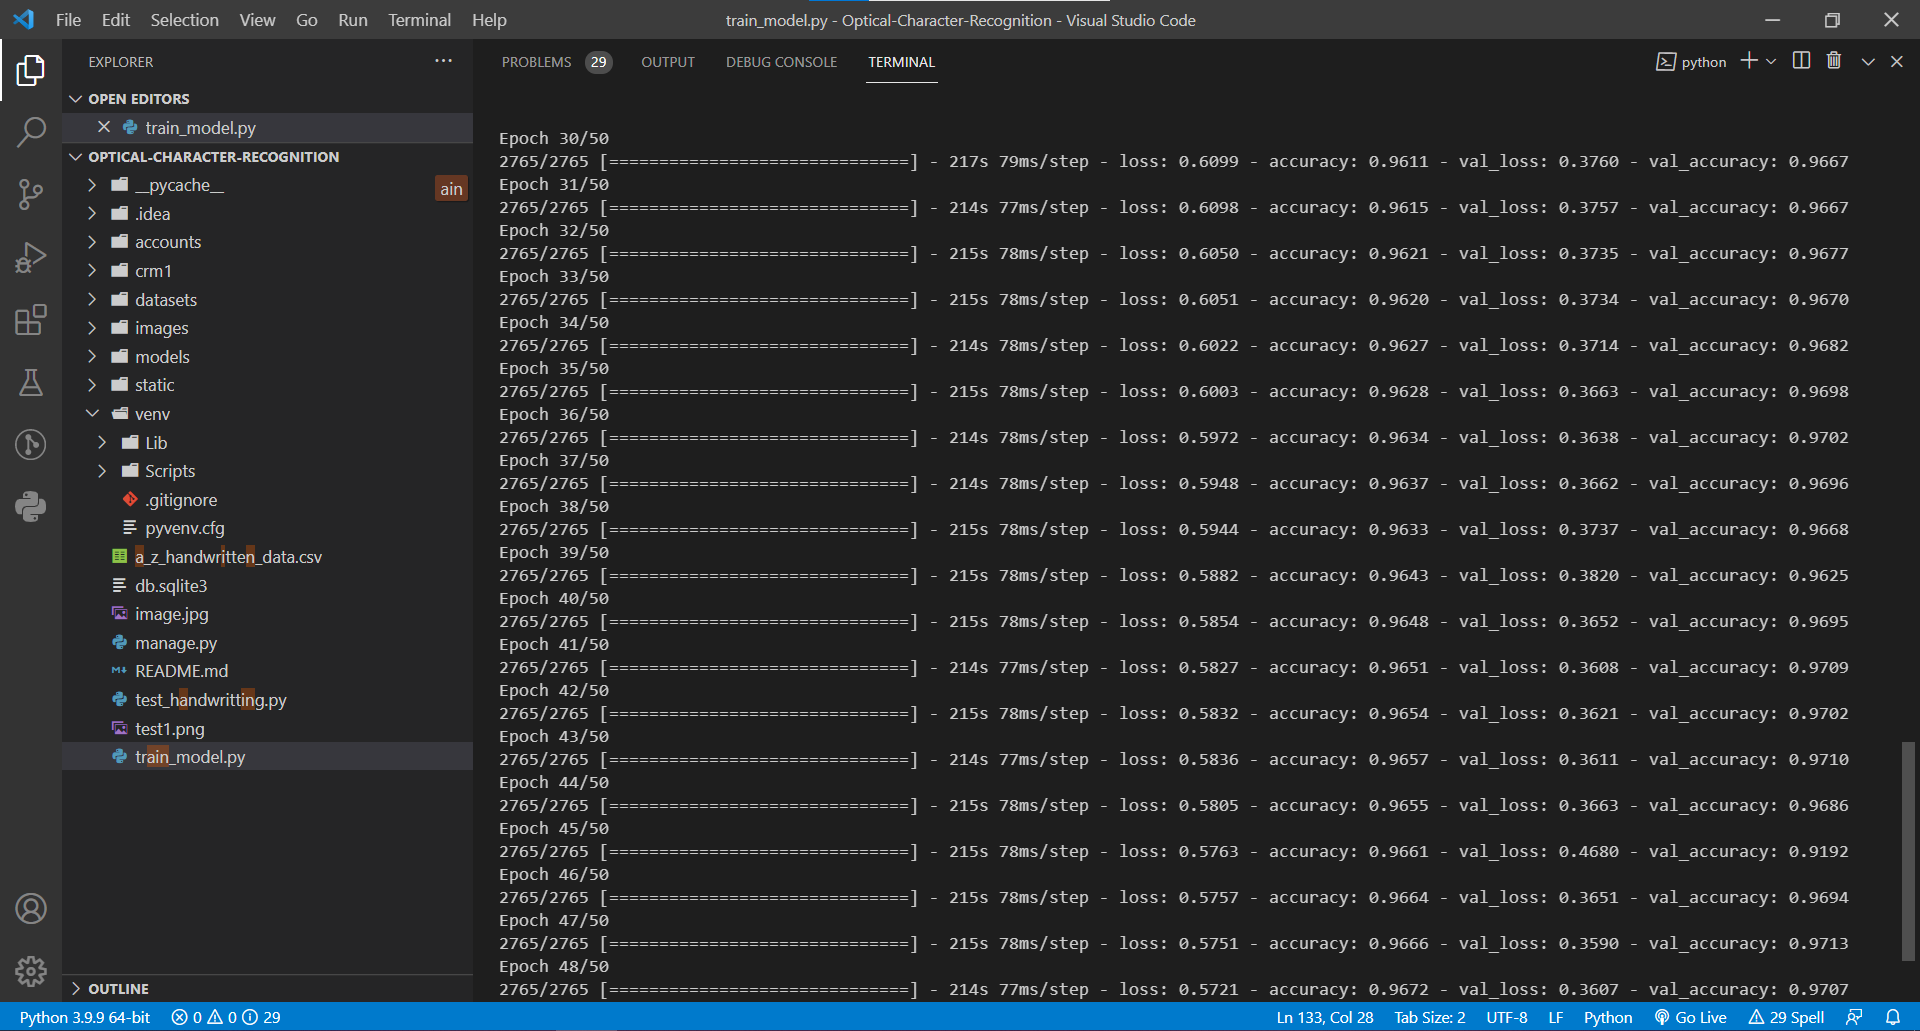 File Edit Selection View Go Run Terminal Help
train_model.py - Optical-Character-Recognition - Visual Studio Code
EXPLORER
OPEN EDITORS
train_model.py
OPTICAL-CHARACTER-RECOGNITION
__pycache__
ain
.idea
accounts
crm1
datasets
images
models
static
venv
Lib
Scripts
.gitignore
pyvenv.cfg
a_z_handwritten_data.csv
db.sqlite3
image.jpg
manage.py
README.md
test_handwritting.py
test1.png
train_model.py
OUTLINE
PROBLEMS 29 OUTPUT DEBUG CONSOLE TERMINAL
python
Epoch 30/50
2765/2765 [==============================] - 217s 79ms/step - loss: 0.6099 - accuracy: 0.9611 - val_loss: 0.3760 - val_accuracy: 0.9667
Epoch 31/50
2765/2765 [==============================] - 214s 77ms/step - loss: 0.6098 - accuracy: 0.9615 - val_loss: 0.3757 - val_accuracy: 0.9667
Epoch 32/50
2765/2765 [==============================] - 215s 78ms/step - loss: 0.6050 - accuracy: 0.9621 - val_loss: 0.3735 - val_accuracy: 0.9677
Epoch 33/50
2765/2765 [==============================] - 215s 78ms/step - loss: 0.6051 - accuracy: 0.9620 - val_loss: 0.3734 - val_accuracy: 0.9670
Epoch 34/50
2765/2765 [==============================] - 214s 78ms/step - loss: 0.6022 - accuracy: 0.9627 - val_loss: 0.3714 - val_accuracy: 0.9682
Epoch 35/50
2765/2765 [==============================] - 215s 78ms/step - loss: 0.6003 - accuracy: 0.9628 - val_loss: 0.3663 - val_accuracy: 0.9698
Epoch 36/50
2765/2765 [==============================] - 214s 78ms/step - loss: 0.5972 - accuracy: 0.9634 - val_loss: 0.3638 - val_accuracy: 0.9702
Epoch 37/50
2765/2765 [==============================] - 214s 78ms/step - loss: 0.5948 - accuracy: 0.9637 - val_loss: 0.3662 - val_accuracy: 0.9696
Epoch 38/50
2765/2765 [==============================] - 215s 78ms/step - loss: 0.5944 - accuracy: 0.9633 - val_loss: 0.3737 - val_accuracy: 0.9668
Epoch 39/50
2765/2765 [==============================] - 215s 78ms/step - loss: 0.5882 - accuracy: 0.9643 - val_loss: 0.3820 - val_accuracy: 0.9625
Epoch 40/50
2765/2765 [==============================] - 215s 78ms/step - loss: 0.5854 - accuracy: 0.9648 - val_loss: 0.3652 - val_accuracy: 0.9695
Epoch 41/50
2765/2765 [==============================] - 214s 77ms/step - loss: 0.5827 - accuracy: 0.9651 - val_loss: 0.3608 - val_accuracy: 0.9709
Epoch 42/50
2765/2765 [==============================] - 215s 78ms/step - loss: 0.5832 - accuracy: 0.9654 - val_loss: 0.3621 - val_accuracy: 0.9702
Epoch 43/50
2765/2765 [==============================] - 214s 77ms/step - loss: 0.5836 - accuracy: 0.9657 - val_loss: 0.3611 - val_accuracy: 0.9710
Epoch 44/50
2765/2765 [==============================] - 215s 78ms/step - loss: 0.5805 - accuracy: 0.9655 - val_loss: 0.3663 - val_accuracy: 0.9686
Epoch 45/50
2765/2765 [==============================] - 215s 78ms/step - loss: 0.5763 - accuracy: 0.9661 - val_loss: 0.4680 - val_accuracy: 0.9192
Epoch 46/50
2765/2765 [==============================] - 215s 78ms/step - loss: 0.5757 - accuracy: 0.9664 - val_loss: 0.3651 - val_accuracy: 0.9694
Epoch 47/50
2765/2765 [==============================] - 215s 78ms/step - loss: 0.5751 - accuracy: 0.9666 - val_loss: 0.3590 - val_accuracy: 0.9713
Epoch 48/50
2765/2765 [==============================] - 214s 77ms/step - loss: 0.5721 - accuracy: 0.9672 - val_loss: 0.3607 - val_accuracy: 0.9707
Python 3.9.9 64-bit 0 0 29 Ln 133, Col 28 Tab Size: 2 UTF-8 LF Python Go Live 29 Spell